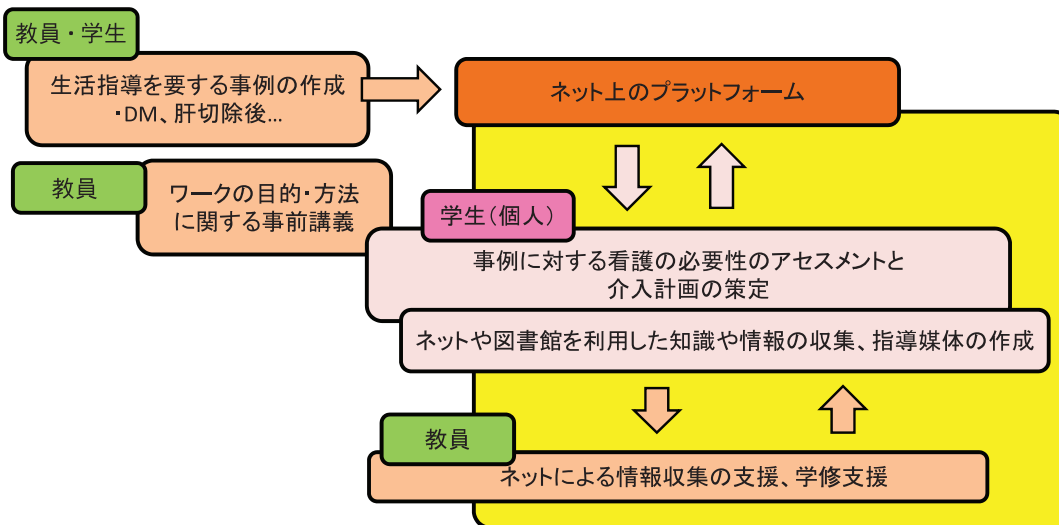 教員・学生
生活指導を要する事例の作成
・DM、肝切除後...
ネット上のプラットフォーム
教員
ワークの目的・方法
に関する事前講義
学生（個人）
事例に対する看護の必要性のアセスメントと
介入計画の策定
ネットや図書館を利用した知識や情報の収集、指導媒体の作成
教員
ネットによる情報収集の支援、学修支援